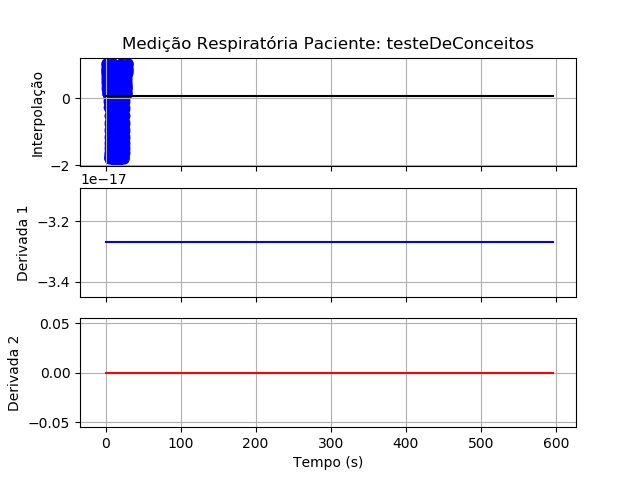 Medição Respiratória Paciente: testeDeConceitos
Interpolação
0
−2
1e−17
Derivada 1
−3.2
−3.4
Derivada 2
0.05
0.00
−0.05
0 100 200 300 400 500 600
Tempo (s)